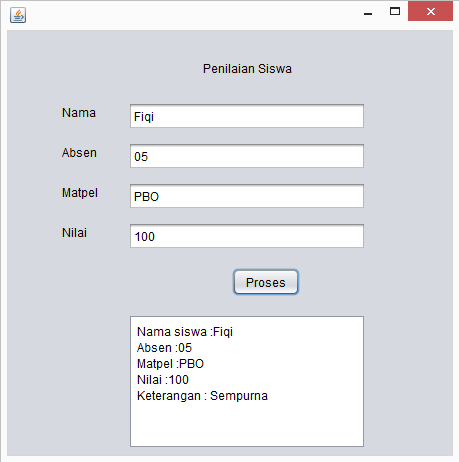 Penilaian Siswa
Nama Fiqi
Absen 05
Matpel PBO
Nilai 100
Proses
Nama siswa :Fiqi
Absen :05
Matpel :PBO
Nilai :100
Keterangan : Sempurna